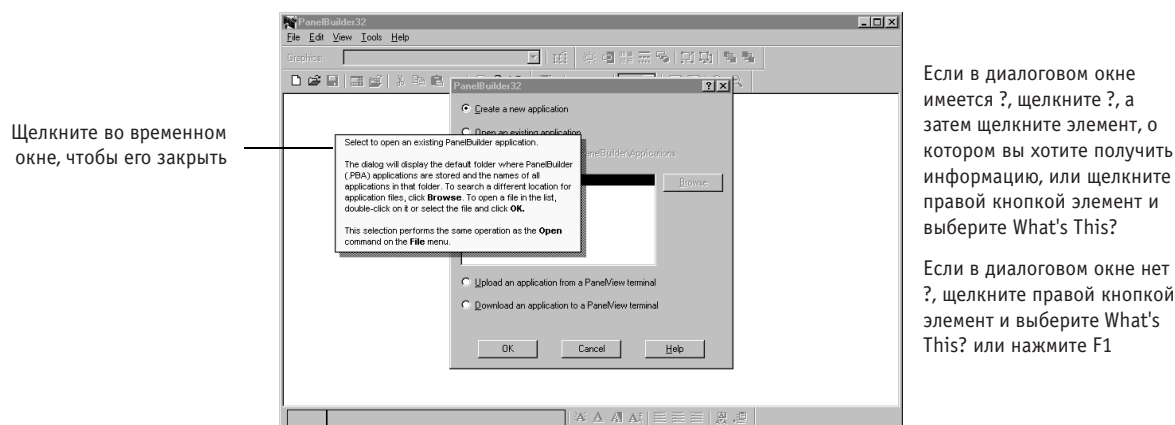 PanelBuilder32
File Edit View Tools Help
Graphics:
PanelBuilder32
Create a new application
Open an existing application
Select to open an existing PanelBuilder application.
The dialog will display the default folder where PanelBuilder
(.PBA) applications are stored and the names of all
applications in that folder. To search a different location for
application files, click Browse. To open a file in the list,
double-click on it or select the file and click OK.
This selection performs the same operation as the Open
command on the File menu.
Browse
Upload an application from a PanelView terminal
Download an application to a PanelView terminal
OK Cancel Help
Щелкните во временном
окне, чтобы его закрыть
Если в диалоговом окне
имеется ?, щелкните ?, а
затем щелкните элемент, о
котором вы хотите получить
информацию, или щелкните
правой кнопкой элемент и
выберите What's This?
Если в диалоговом окне нет
?, щелкните правой кнопкой
элемент и выберите What's
This? или нажмите F1